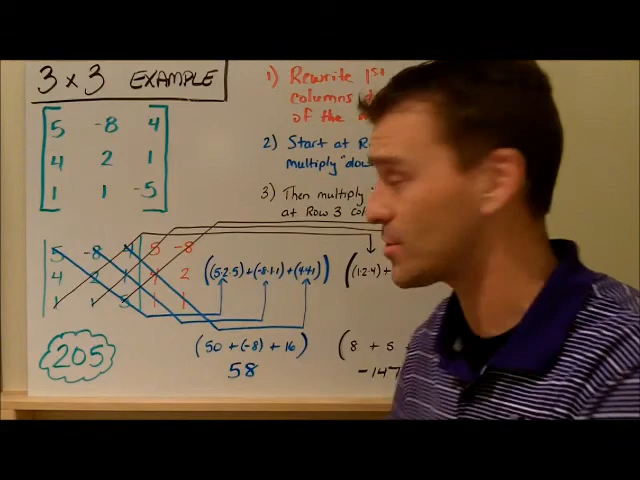 3 x 3 EXAMPLE
5 -8 4
4 2 1
1 1 -5
1) Rewrite 1st
columns
of the
2) Start at R
multiply "dow
3) Then multiply
at Row 3 col
5 -8 4 5 -8
4 2 1 4 2
1 1 5 1 1
((5·2·5)+(-8·1·1)+(4·4·1))
((1·2·4)+
(50 +(-8) + 16)
58
(8 + 5
-147
205